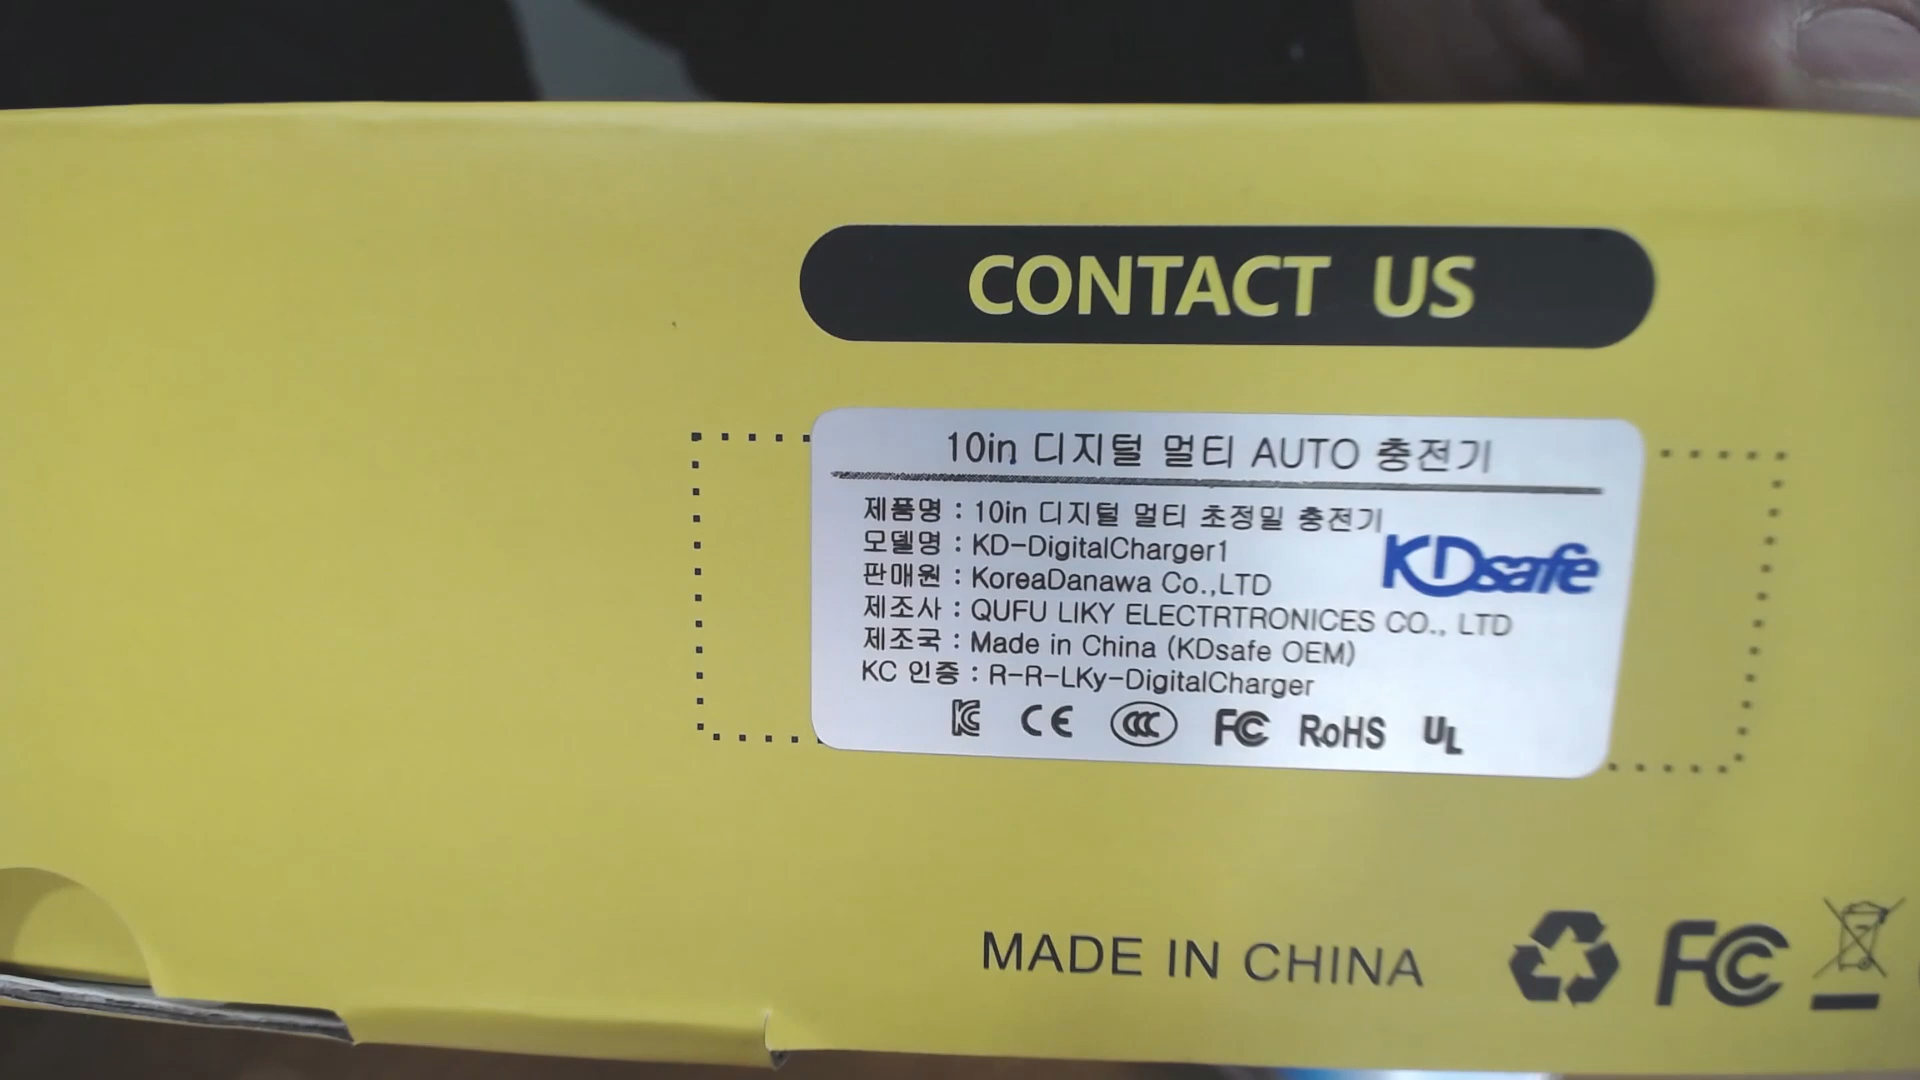 CONTACT US
10in 디지털 멀티 AUTO 충전기
제품명 : 10in 디지털 멀티 초정밀 충전기
모델명 : KD-DigitalCharger1
KDsafe
판매원 : KoreaDanawa Co.,LTD
제조사 : QUFU LIKY ELECTRTRONICES CO., LTD
제조국 : Made in China (KDsafe OEM)
KC 인증 : R-R-LKy-DigitalCharger
KC CE CCC FC RoHS UL
MADE IN CHINA FC